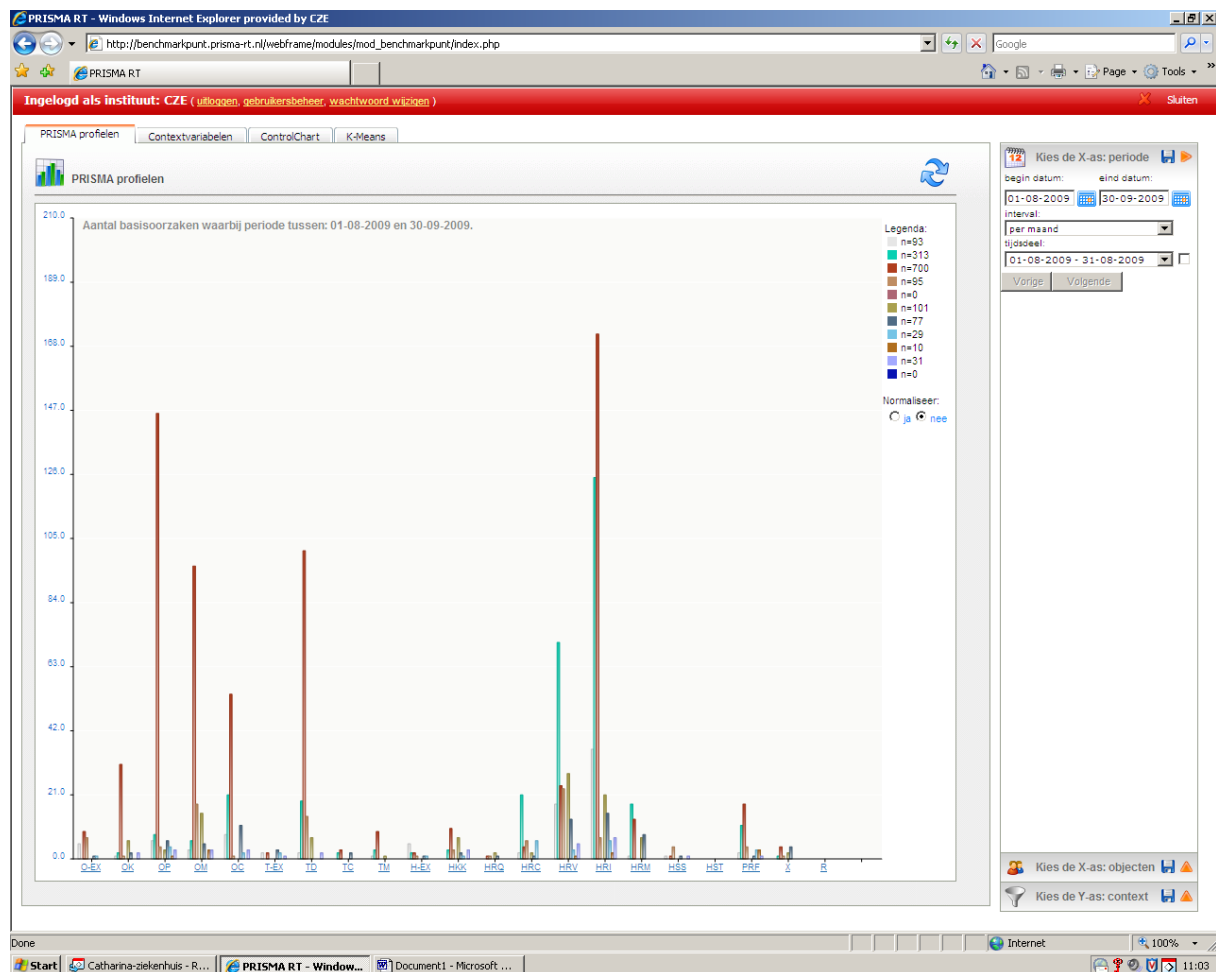 PRISMA RT - Windows Internet Explorer provided by CZE
http://benchmarkpunt.prisma-rt.nl/webframe/modules/mod_benchmarkpunt/index.php
Google
PRISMA RT
Page
Tools
Ingelogd als instituut: CZE ( uitloggen, gebruikersbeheer, wachtwoord wijzigen )
Sluiten
PRISMA profielen
Contextvariabelen
ControlChart
K-Means
PRISMA profielen
Aantal basisoorzaken waarbij periode tussen: 01-08-2009 en 30-09-2009.
210.0
189.0
168.0
147.0
126.0
105.0
84.0
63.0
42.0
21.0
0.0
O-EX OK OP OM OC T-EX TD TC TM H-EX HKK HRQ HRC HRV HRI HRM HSS HST PRF X R
Legenda:
n=93
n=313
n=700
n=95
n=0
n=101
n=77
n=29
n=10
n=31
n=0
Normaliseer:
ja nee
12
Kies de X-as: periode
begin datum: eind datum:
01-08-2009 30-09-2009
interval:
per maand
tijdsdeel:
01-08-2009 - 31-08-2009
Vorige Volgende
Kies de X-as: objecten
Kies de Y-as: context
Done
Internet
100%
Start
Catharina-ziekenhuis - R...
PRISMA RT - Window...
Document1 - Microsoft ...
11:03